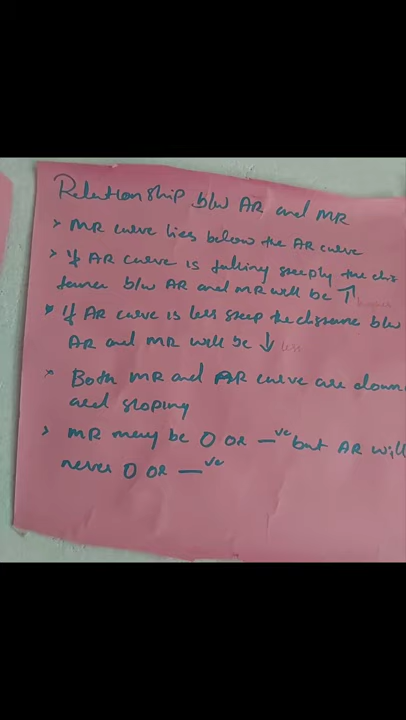 Relationship b/w AR and MR
> MR curve lies below the AR curve
> If AR curve is falling steeply the dis
tance b/w AR and MR will be ↑ higher
> If AR curve is less steep the distance b/w
AR and MR will be ↓ less
> Both MR and AR curve are down
ward sloping
> MR may be 0 OR —ve but AR will
never 0 OR —ve